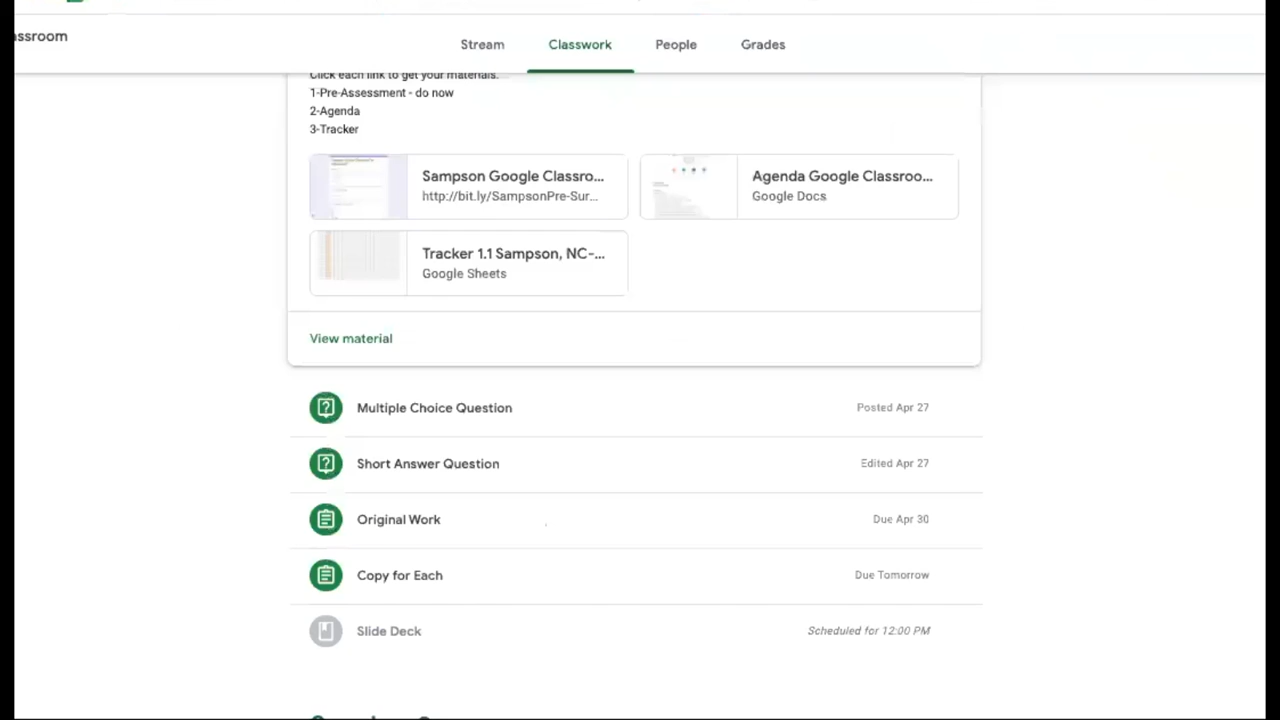 assroom
Stream
Classwork
People
Grades
Click each link to get your materials.
1-Pre-Assessment - do now
2-Agenda
3-Tracker
Sampson Google Classro...
http://bit.ly/SampsonPre-Sur...
Agenda Google Classroo...
Google Docs
Tracker 1.1 Sampson, NC-...
Google Sheets
View material
Multiple Choice Question
Posted Apr 27
Short Answer Question
Edited Apr 27
Original Work
Due Apr 30
Copy for Each
Due Tomorrow
Slide Deck
Scheduled for 12:00 PM